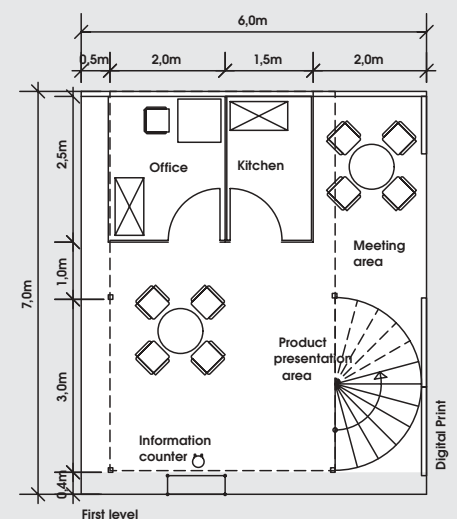 6,0m
0,5m 2,0m 1,5m 2,0m
2,5m
Office
Kitchen
Meeting
area
1,0m
7,0m
Product
presentation
area
3,0m
Information
counter
Digital Print
0,4m
First level